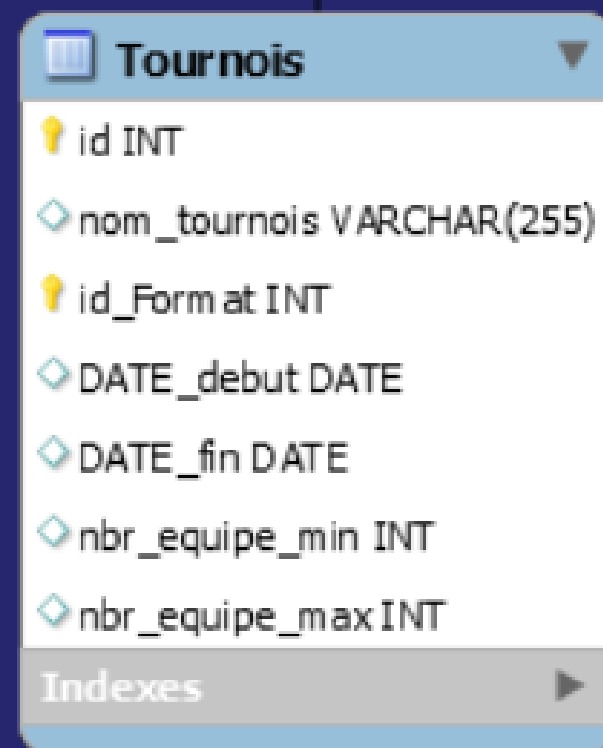 Tournois
id INT
nom_tournois VARCHAR(255)
id_Format INT
DATE_debut DATE
DATE_fin DATE
nbr_equipe_min INT
nbr_equipe_max INT
Indexes